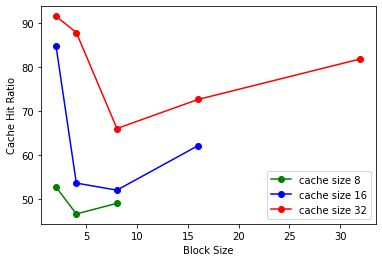 90
80
70
60
50
Cache Hit Ratio
5
10
15
20
25
30
Block Size
cache size 8
cache size 16
cache size 32